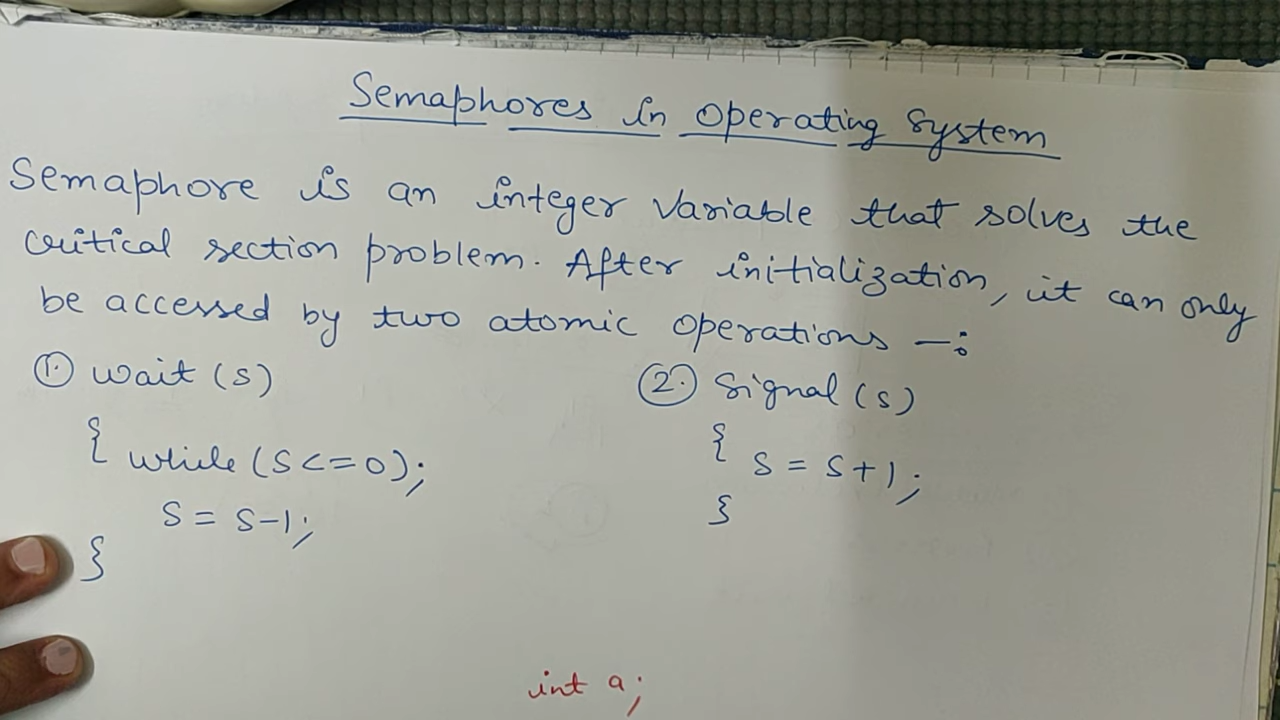 Semaphores in operating system
Semaphore is an integer variable that solves the
critical section problem. After initialization, it can only
be accessed by two atomic operations —:
① wait (s)
{ while (s <= 0);
s = s-1;
}
② Signal (s)
{
s = s+1;
}
int a;